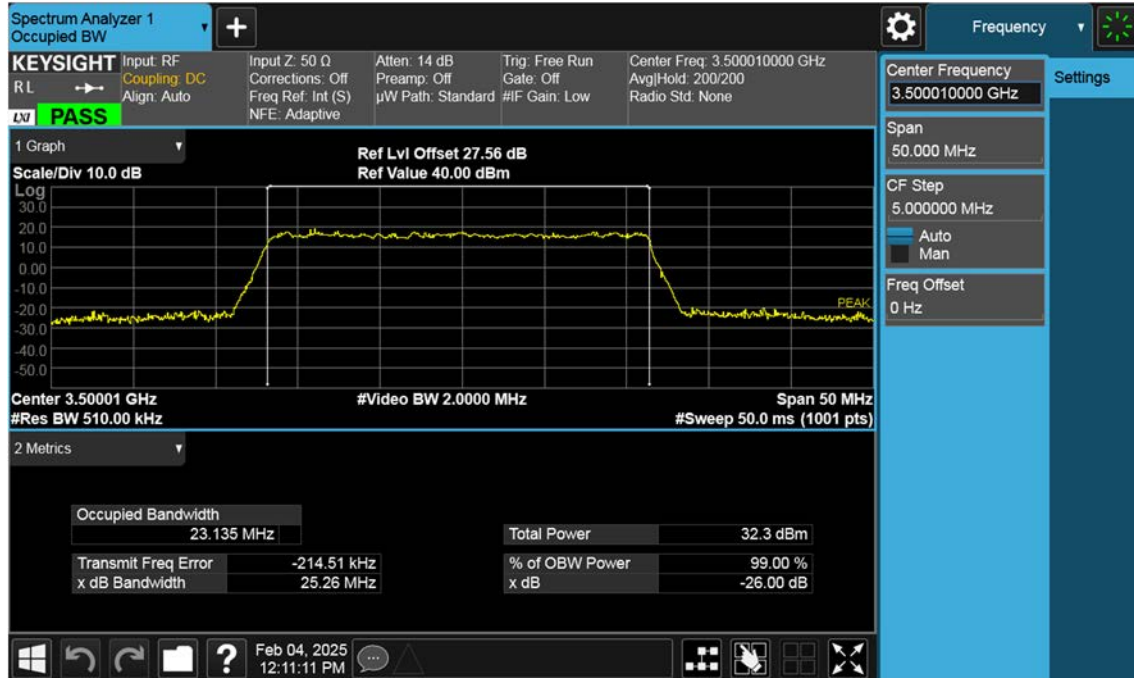 Spectrum Analyzer 1
Occupied BW
+
Frequency
KEYSIGHT
R L
LXI PASS
Input: RF
Coupling: DC
Align: Auto
Input Z: 50 Ω
Corrections: Off
Freq Ref: Int (S)
NFE: Adaptive
Atten: 14 dB
Preamp: Off
µW Path: Standard
Trig: Free Run
Gate: Off
#IF Gain: Low
Center Freq: 3.500010000 GHz
Avg|Hold: 200/200
Radio Std: None
Center Frequency
3.500010000 GHz
Settings
Span
50.000 MHz
CF Step
5.000000 MHz
Auto
Man
Freq Offset
0 Hz
1 Graph
Scale/Div 10.0 dB
Ref Lvl Offset 27.56 dB
Ref Value 40.00 dBm
Log
30.0
20.0
10.0
0.00
-10.0
-20.0
-30.0
-40.0
-50.0
PEAK
Center 3.50001 GHz
#Video BW 2.0000 MHz
Span 50 MHz
#Res BW 510.00 kHz
#Sweep 50.0 ms (1001 pts)
2 Metrics
Occupied Bandwidth
23.135 MHz
Total Power 32.3 dBm
Transmit Freq Error -214.51 kHz
% of OBW Power 99.00 %
x dB Bandwidth 25.26 MHz
x dB -26.00 dB
?
Feb 04, 2025
12:11:11 PM